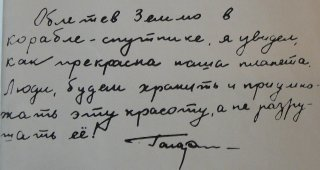 Облетев Землю в
корабле-спутнике, я увидел,
как прекрасна наша планета.
Люди, будем хранить и приумно-
жать эту красоту, а не разру-
шать её!
Гагарин